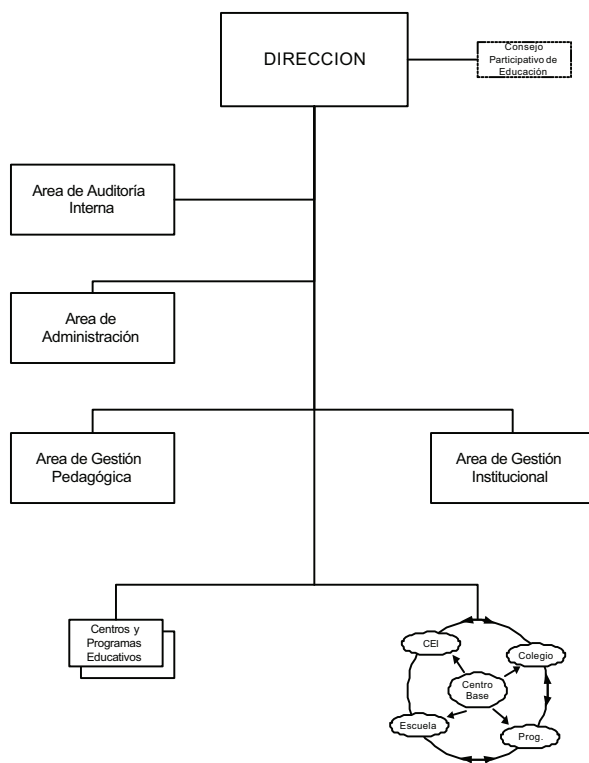 DIRECCION
Consejo
Participativo de
Educación
Area de Auditoría
Interna
Area de
Administración
Area de Gestión
Pedagógica
Area de Gestión
Institucional
Centros y
Programas
Educativos
CEI
Colegio
Centro
Base
Escuela
Prog.